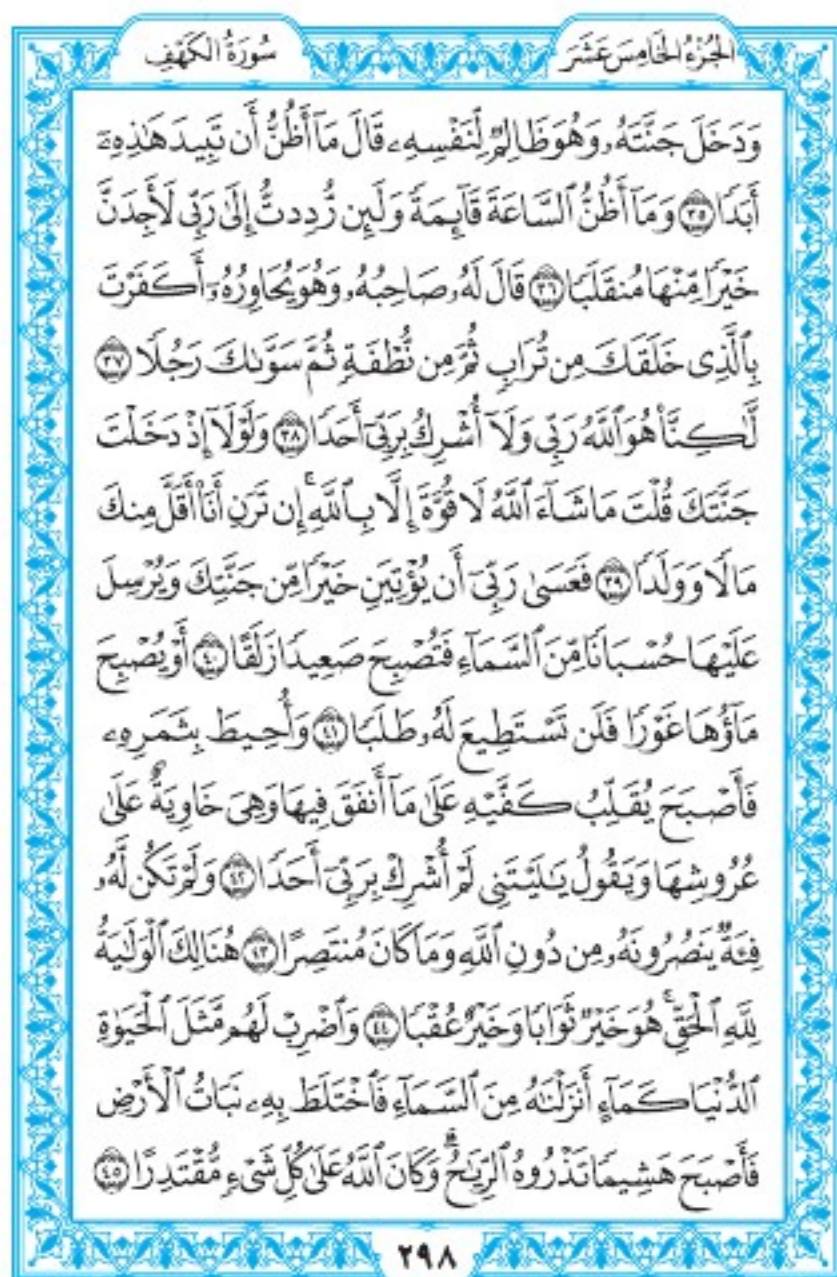 الجُزْءُ الخَامِسَ عَشَرَ
سُورَةُ الكَهْفِ
وَدَخَلَ جَنَّتَهُۥ وَهُوَ ظَالِمٌ لِّنَفْسِهِۦ قَالَ مَآ أَظُنُّ أَن تَبِيدَ هَٰذِهِۦٓ
أَبَدًا ٣٥ وَمَآ أَظُنُّ ٱلسَّاعَةَ قَآئِمَةً وَلَئِن رُّدِدتُّ إِلَىٰ رَبِّى لَأَجِدَنَّ
خَيْرًا مِّنْهَا مُنقَلَبًا ٣٦ قَالَ لَهُۥ صَاحِبُهُۥ وَهُوَ يُحَاوِرُهُۥٓ أَكَفَرْتَ
بِٱلَّذِى خَلَقَكَ مِن تُرَابٍ ثُمَّ مِن نُّطْفَةٍ ثُمَّ سَوَّىٰكَ رَجُلًا ٣٧
لَّٰكِنَّا۠ هُوَ ٱللَّهُ رَبِّى وَلَآ أُشْرِكُ بِرَبِّىٓ أَحَدًا ٣٨ وَلَوْلَآ إِذْ دَخَلْتَ
جَنَّتَكَ قُلْتَ مَا شَآءَ ٱللَّهُ لَا قُوَّةَ إِلَّا بِٱللَّهِ ۚ إِن تَرَنِ أَنَا۠ أَقَلَّ مِنكَ
مَالًا وَوَلَدًا ٣٩ فَعَسَىٰ رَبِّىٓ أَن يُؤْتِيَنِ خَيْرًا مِّن جَنَّتِكَ وَيُرْسِلَ
عَلَيْهَا حُسْبَانًا مِّنَ ٱلسَّمَآءِ فَتُصْبِحَ صَعِيدًا زَلَقًا ٤٠ أَوْ يُصْبِحَ
مَآؤُهَا غَوْرًا فَلَن تَسْتَطِيعَ لَهُۥ طَلَبًا ٤١ وَأُحِيطَ بِثَمَرِهِۦ
فَأَصْبَحَ يُقَلِّبُ كَفَّيْهِ عَلَىٰ مَآ أَنفَقَ فِيهَا وَهِىَ خَاوِيَةٌ عَلَىٰ
عُرُوشِهَا وَيَقُولُ يَٰلَيْتَنِى لَمْ أُشْرِكْ بِرَبِّىٓ أَحَدًا ٤٢ وَلَمْ تَكُن لَّهُۥ
فِئَةٌ يَنصُرُونَهُۥ مِن دُونِ ٱللَّهِ وَمَا كَانَ مُنتَصِرًا ٤٣ هُنَالِكَ ٱلْوَلَٰيَةُ
لِلَّهِ ٱلْحَقِّ ۚ هُوَ خَيْرٌ ثَوَابًا وَخَيْرٌ عُقْبًا ٤٤ وَٱضْرِبْ لَهُم مَّثَلَ ٱلْحَيَوٰةِ
ٱلدُّنْيَا كَمَآءٍ أَنزَلْنَٰهُ مِنَ ٱلسَّمَآءِ فَٱخْتَلَطَ بِهِۦ نَبَاتُ ٱلْأَرْضِ
فَأَصْبَحَ هَشِيمًا تَذْرُوهُ ٱلرِّيَٰحُ ۗ وَكَانَ ٱللَّهُ عَلَىٰ كُلِّ شَىْءٍ مُّقْتَدِرًا ٤٥
٢٩٨